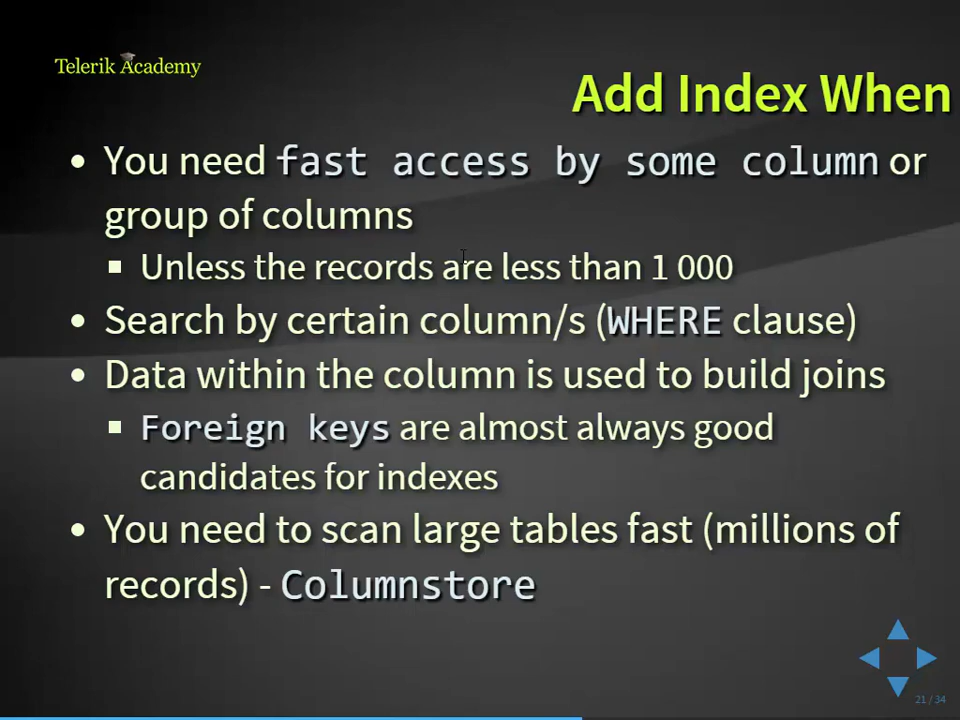 Telerik Academy
Add Index When
• You need fast access by some column or
group of columns
▪ Unless the records are less than 1 000
• Search by certain column/s (WHERE clause)
• Data within the column is used to build joins
▪ Foreign keys are almost always good
candidates for indexes
• You need to scan large tables fast (millions of
records) - Columnstore
21 / 34